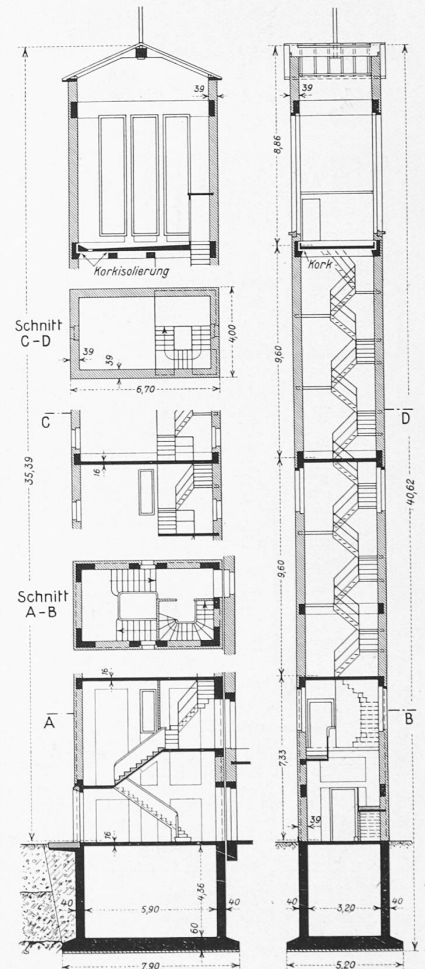 39
39
8,86
Korkisolierung
Kork
Schnitt
C-D
39
39
4,00
6,70
9,60
C
D
16
35,39
40,62
9,60
Schnitt
A-B
16
A
B
7,33
39
16
40
5,90
40
4,36
60
7,90
40
3,20
40
5,20